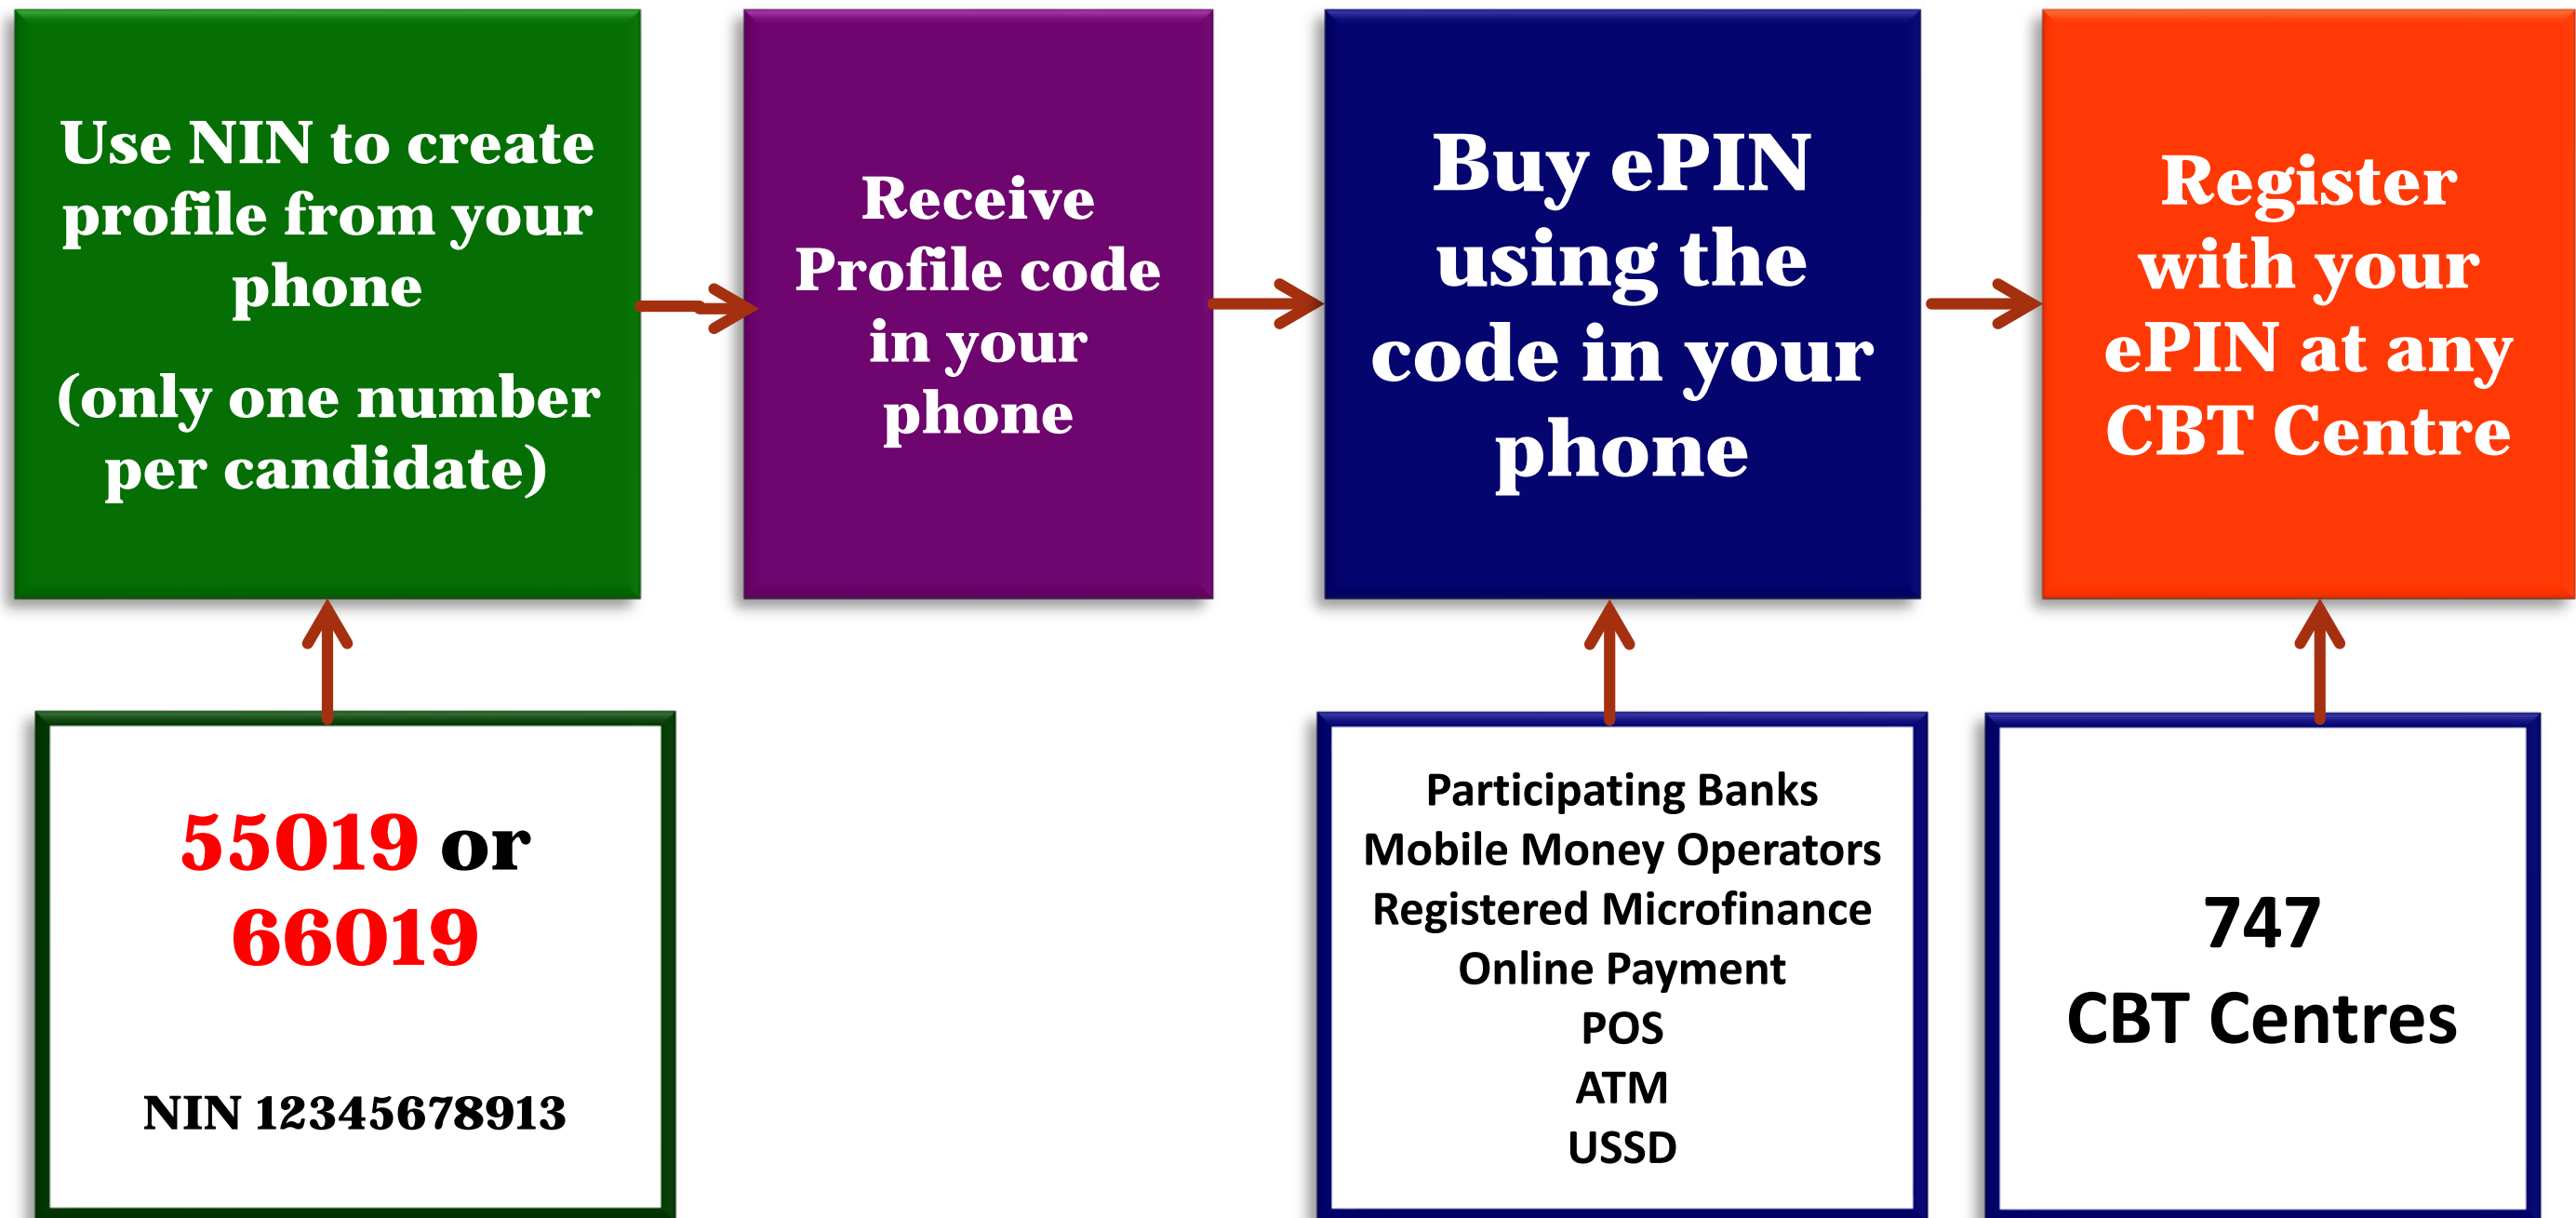 Use NIN to create
profile from your
phone
(only one number
per candidate)
Receive
Profile code
in your
phone
Buy ePIN
using the
code in your
phone
Register
with your
ePIN at any
CBT Centre
55019 or
66019
NIN 12345678913
Participating Banks
Mobile Money Operators
Registered Microfinance
Online Payment
POS
ATM
USSD
747
CBT Centres